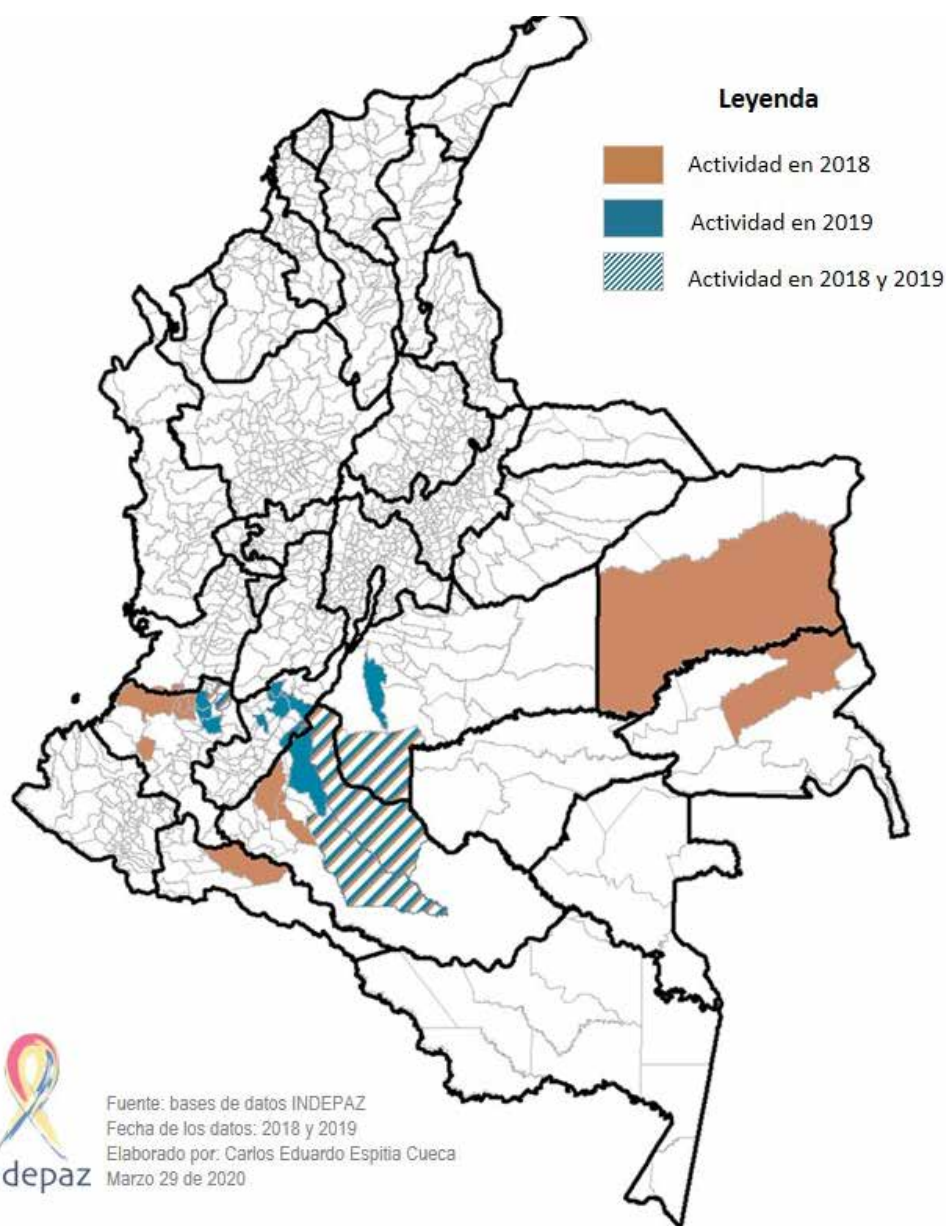 Leyenda
Actividad en 2018
Actividad en 2019
Actividad en 2018 y 2019
Fuente: bases de datos INDEPAZ
Fecha de los datos: 2018 y 2019
Elaborado por: Carlos Eduardo Espitia Cueca
depaz Marzo 29 de 2020